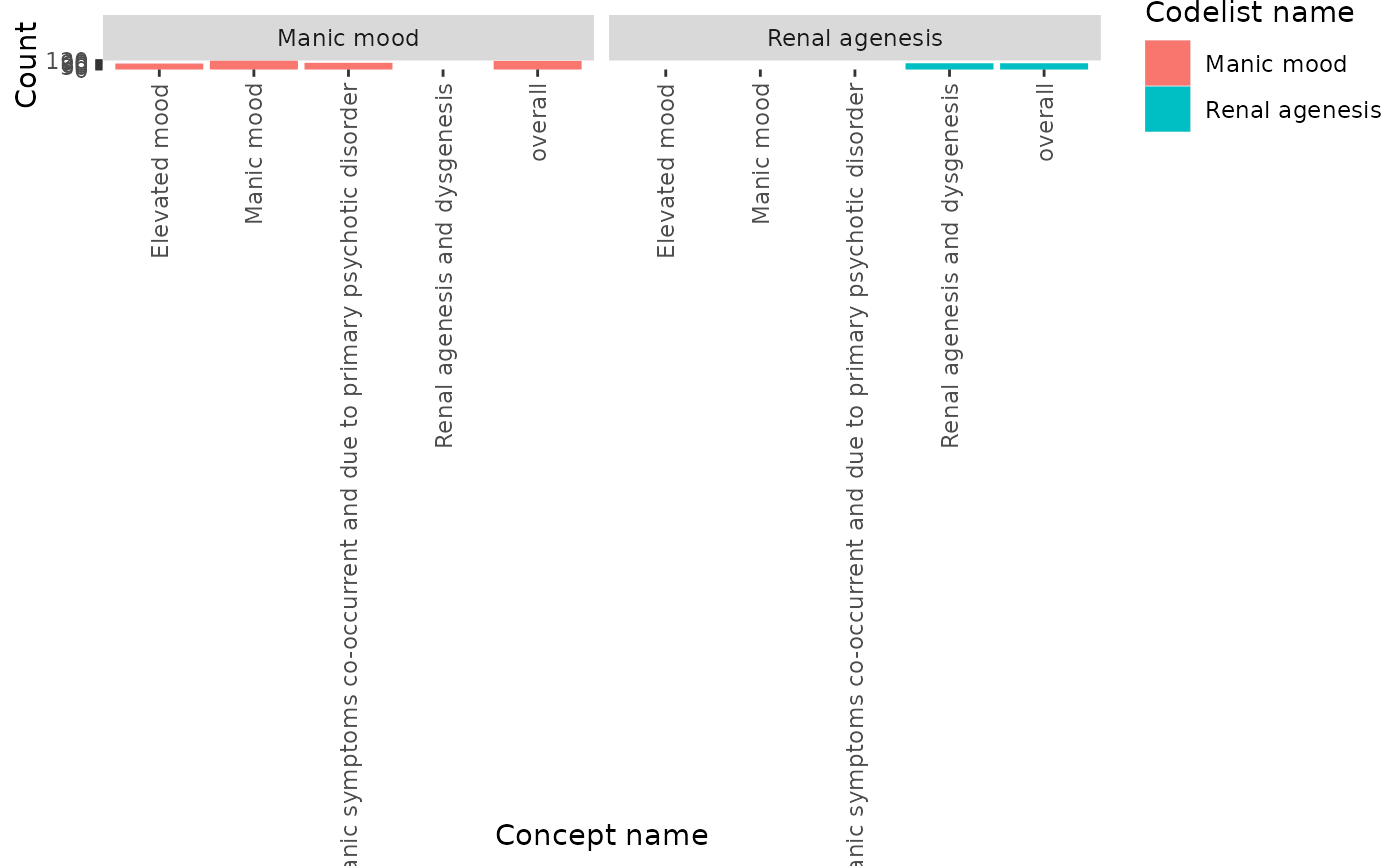 Codelist name
Manic mood
Renal agenesis
Manic mood
Renal agenesis
Count
Elevated mood
Manic mood
anic symptoms co-occurrent and due to primary psychotic disorder
Renal agenesis and dysgenesis
overall
Elevated mood
Manic mood
anic symptoms co-occurrent and due to primary psychotic disorder
Renal agenesis and dysgenesis
overall
Concept name